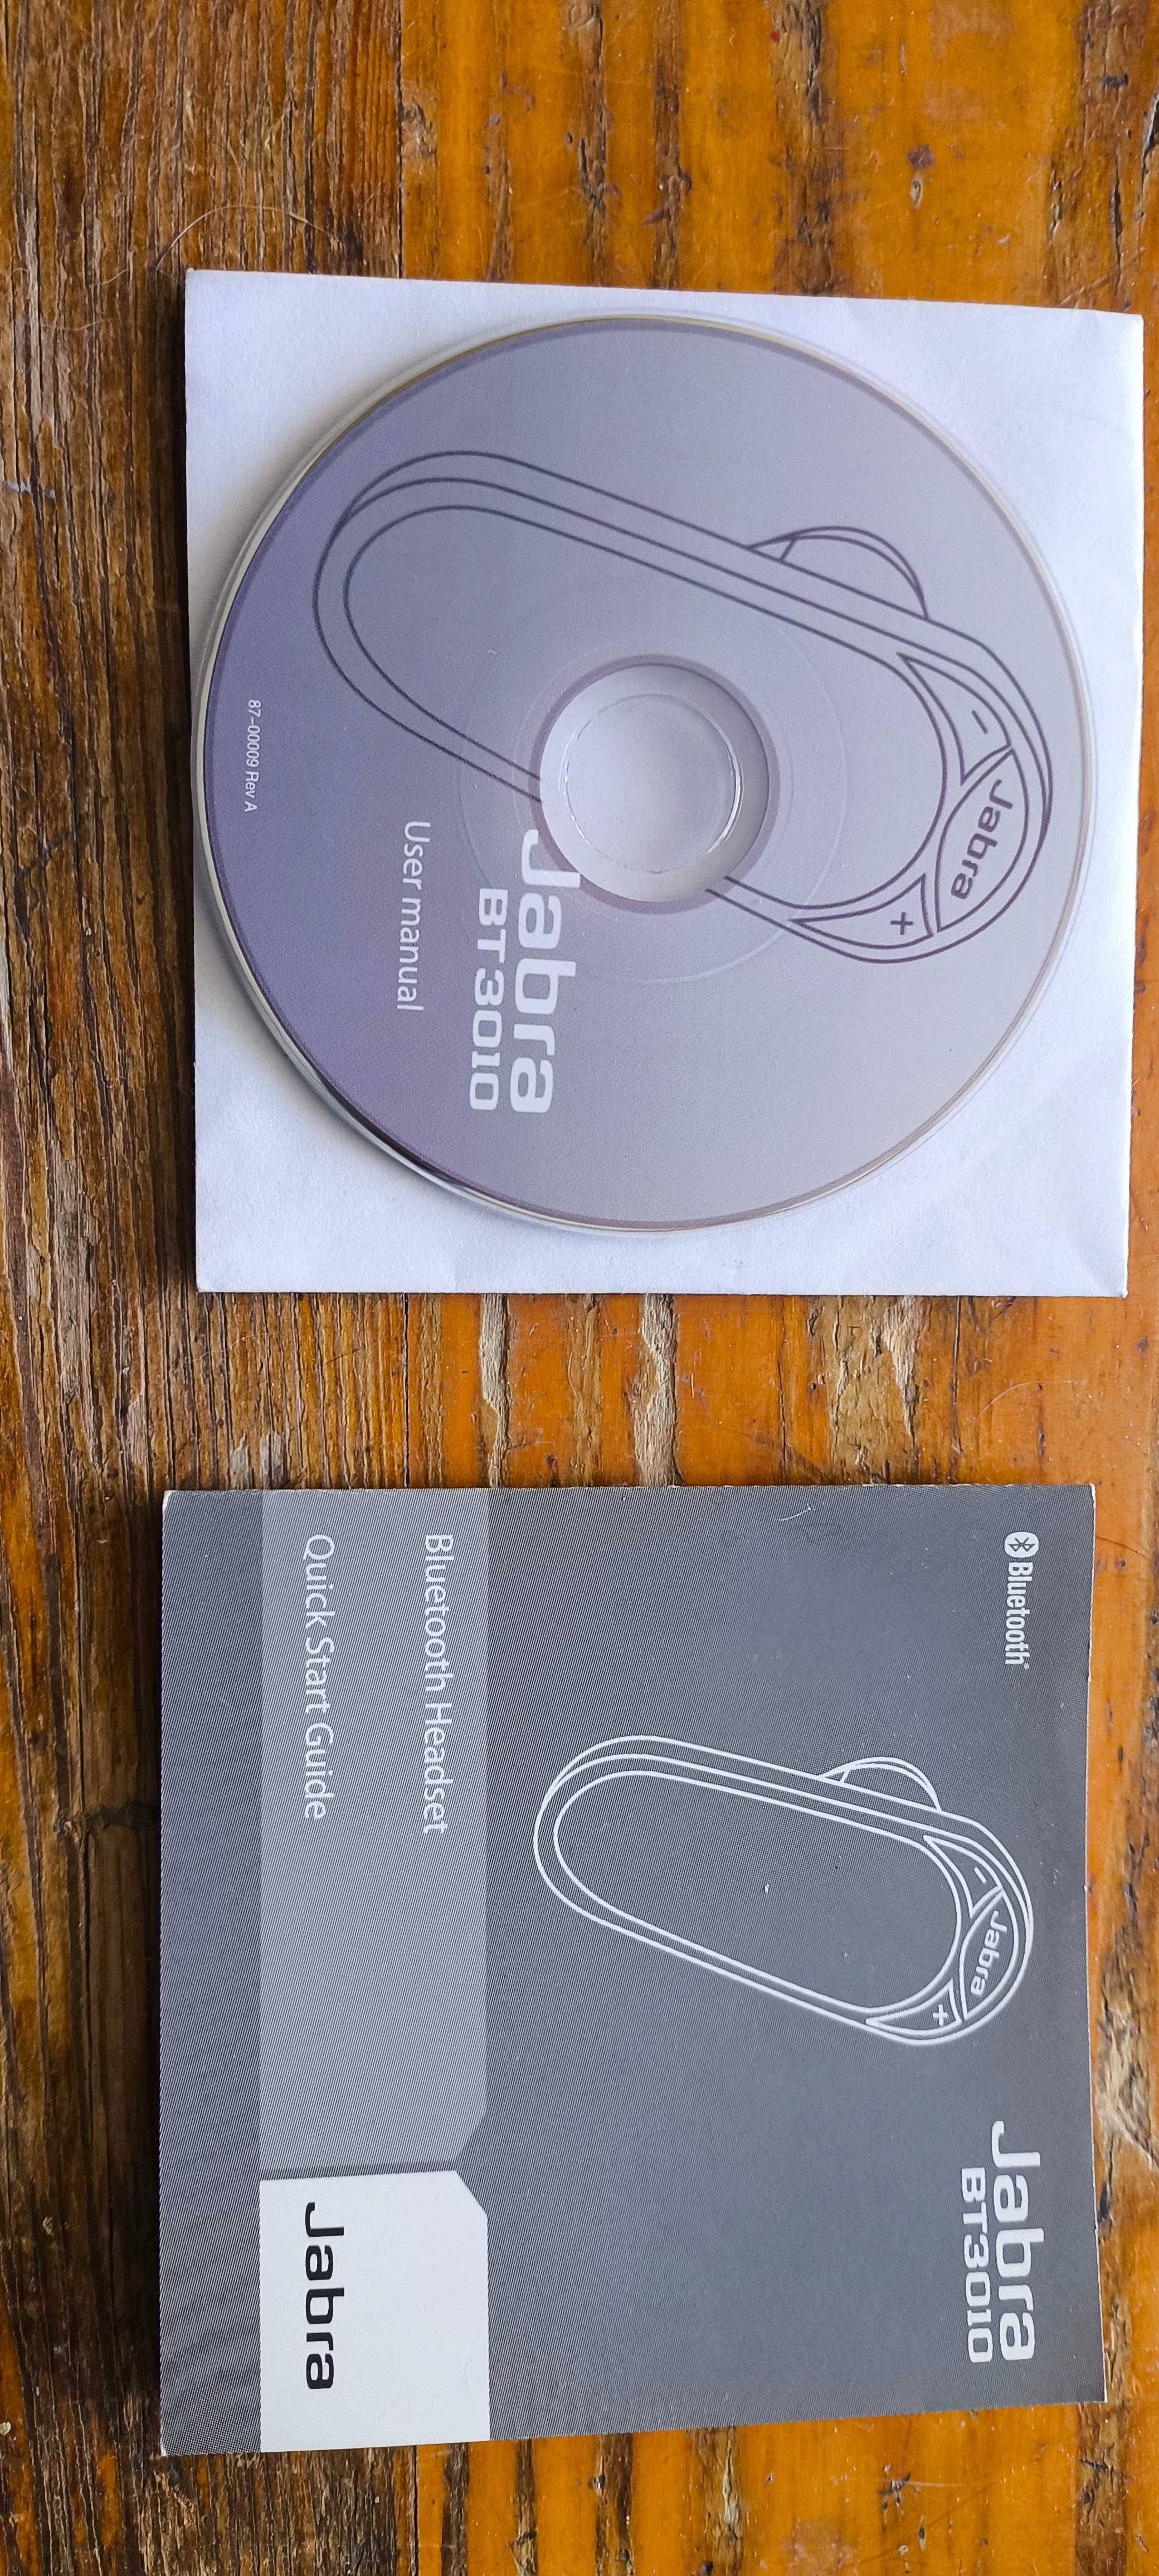 -
Jabra
+
Jabra
BT3010
User manual
87-00009 Rev A
Bluetooth®
-
Jabra
+
Jabra
BT3010
Bluetooth Headset
Quick Start Guide
Jabra